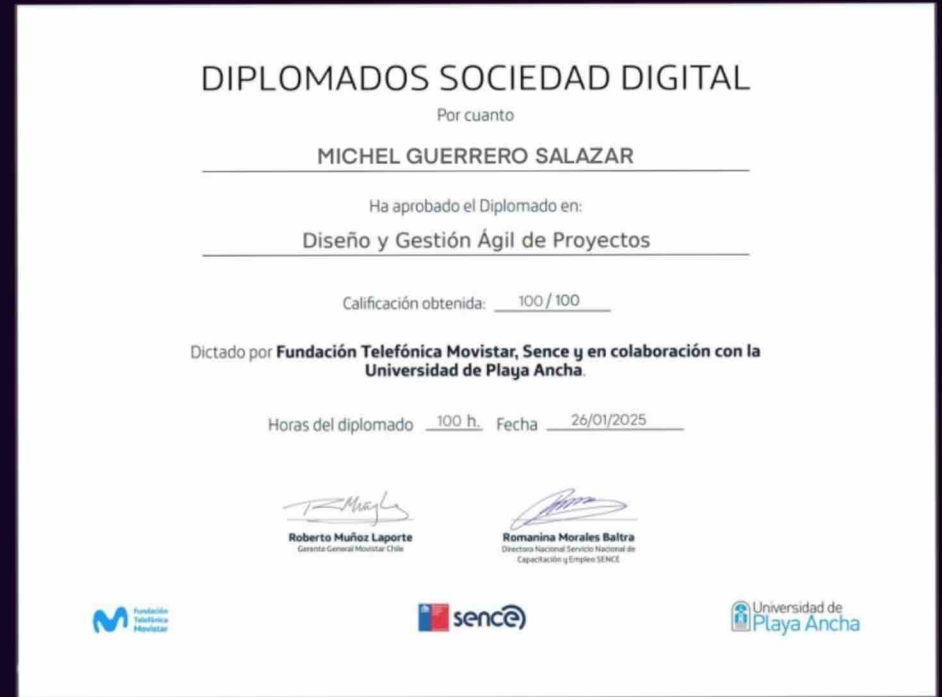 DIPLOMADOS SOCIEDAD DIGITAL
Por cuanto
MICHEL GUERRERO SALAZAR
Ha aprobado el Diplomado en:
Diseño y Gestión Ágil de Proyectos
Calificación obtenida: 100 / 100
Dictado por Fundación Telefónica Movistar, Sence y en colaboración con la
Universidad de Playa Ancha.
Horas del diplomado 100 h. Fecha 26/01/2025
Roberto Muñoz Laporte
Gerente General Movistar Chile
Romanina Morales Baltra
Directora Nacional Servicio Nacional de
Capacitación y Empleo SENCE
Fundación
Telefónica
Movistar
sence
Universidad de
Playa Ancha